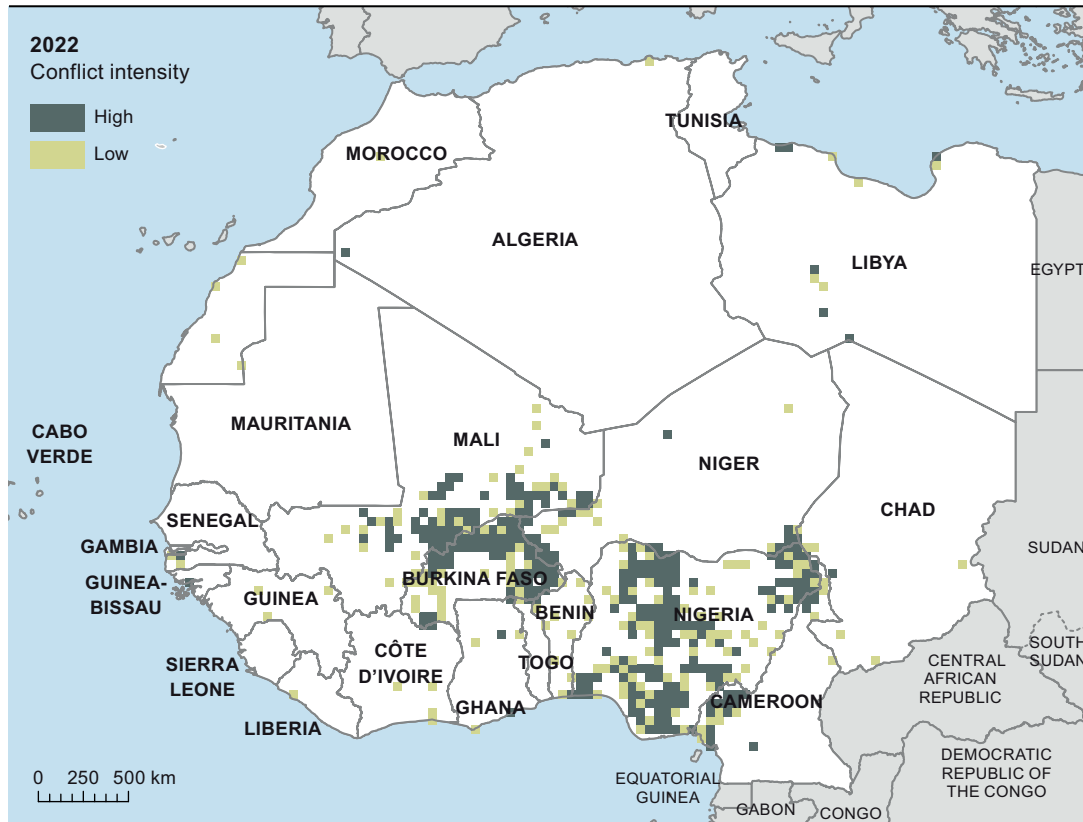 2022
Conflict intensity
High
Low
TUNISIA
MOROCCO
ALGERIA
LIBYA
EGYPT
MAURITANIA
CABO
VERDE
MALI
NIGER
CHAD
SENEGAL
SUDAN
GAMBIA
GUINEA-
BISSAU
BURKINA FASO
GUINEA
BENIN
NIGERIA
SOUTH
SUDAN
CÔTE
D'IVOIRE
TOGO
SIERRA
LEONE
CENTRAL
AFRICAN
REPUBLIC
GHANA
CAMEROON
LIBERIA
0 250 500 km
EQUATORIAL
GUINEA
DEMOCRATIC
REPUBLIC OF
THE CONGO
GABON
CONGO